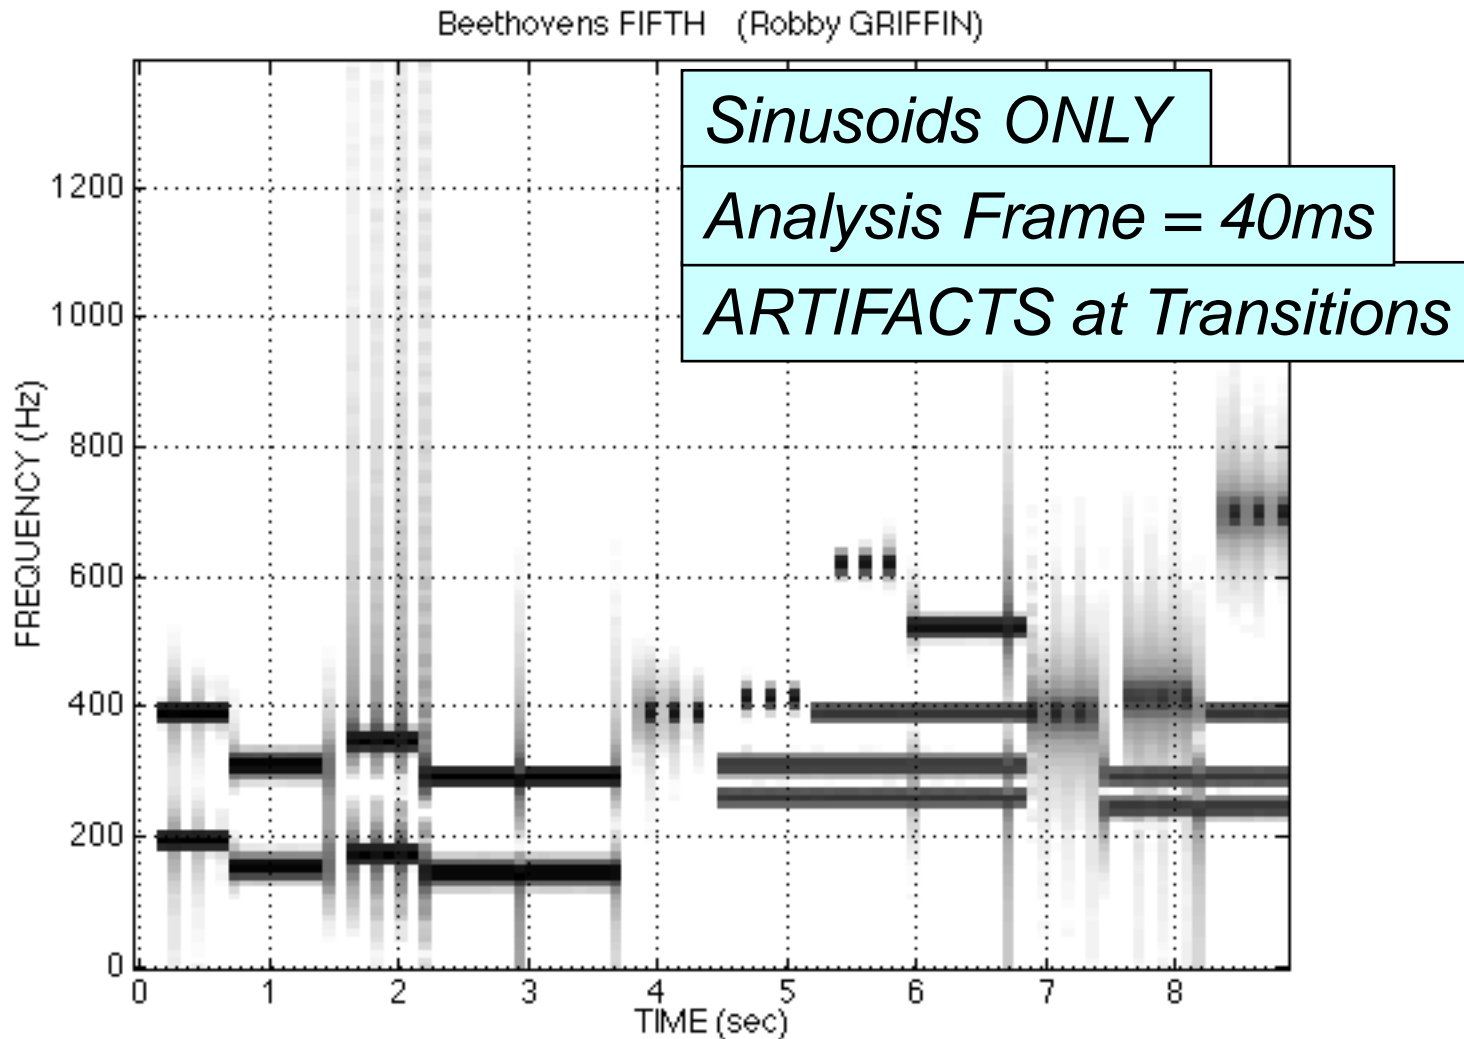 Beethovens FIFTH (Robby GRIFFIN)
Sinusoids ONLY
Analysis Frame = 40ms
ARTIFACTS at Transitions
FREQUENCY (Hz)
1200
1000
800
600
400
200
0
0 1 2 3 4 5 6 7 8
TIME (sec)